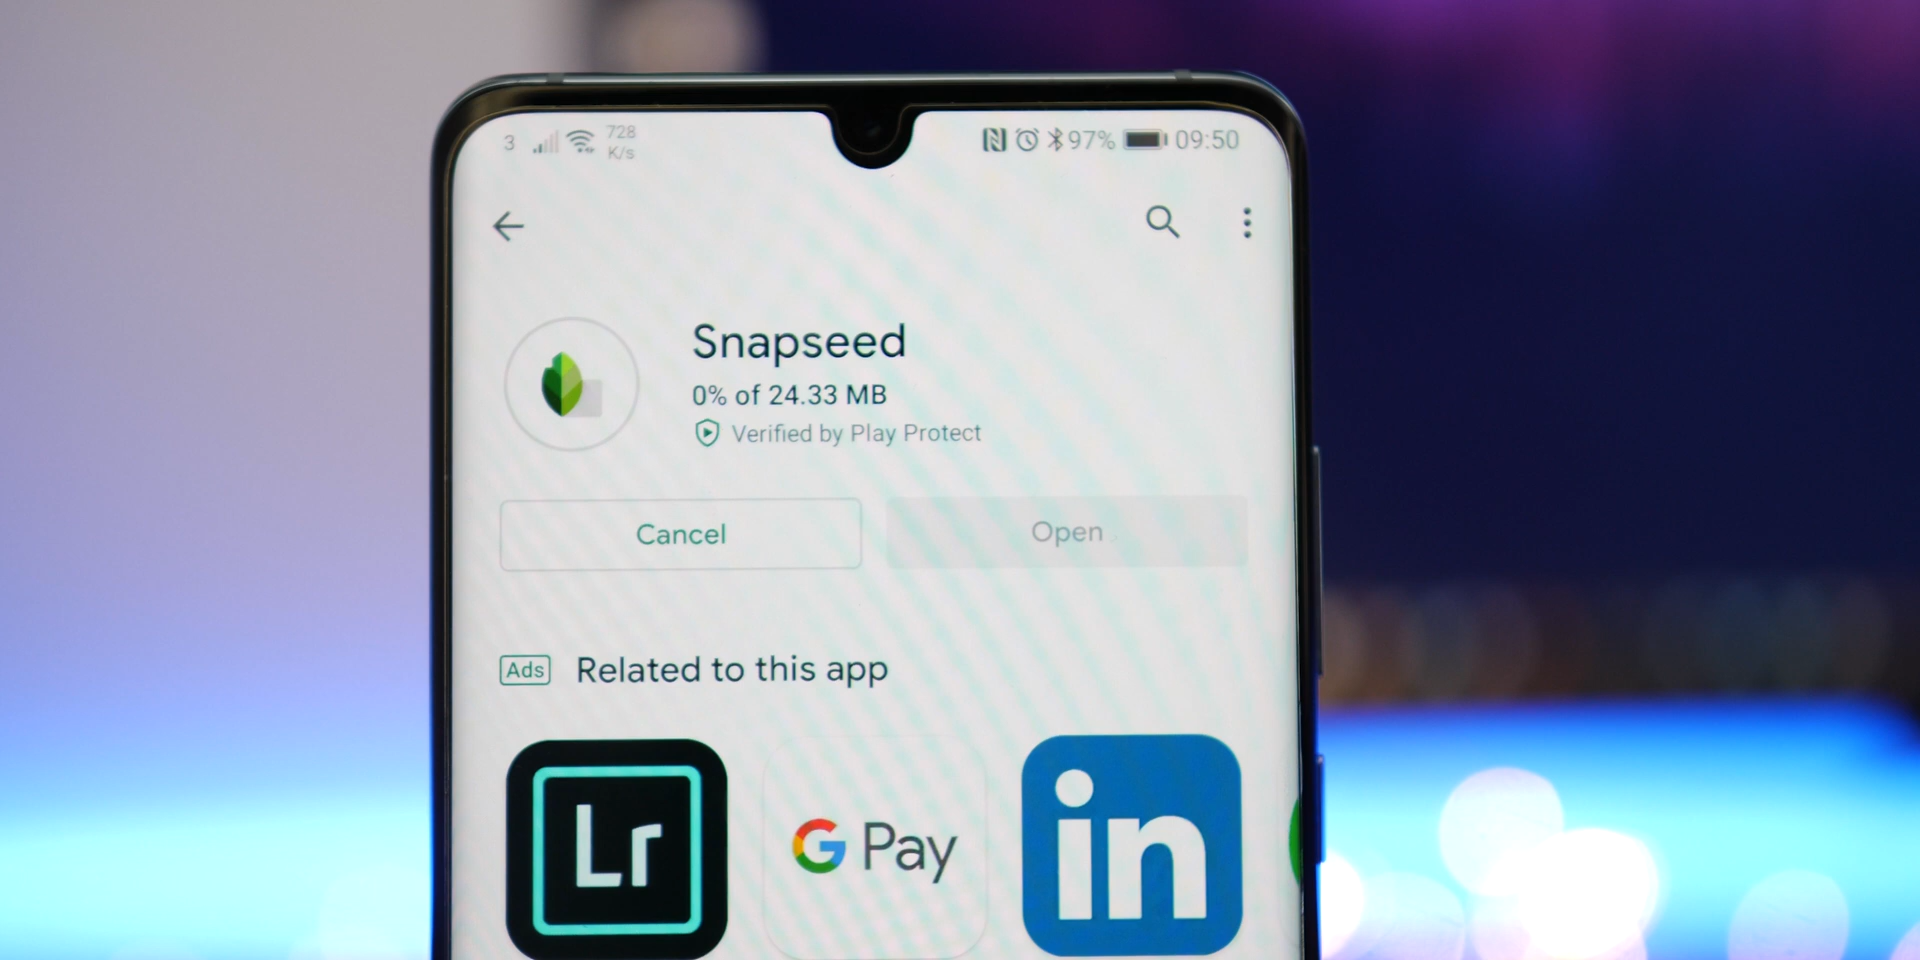 3 728 K/s 97% 09:50
Snapseed
0% of 24.33 MB
Verified by Play Protect
Cancel Open
Ads Related to this app
Lr G Pay in